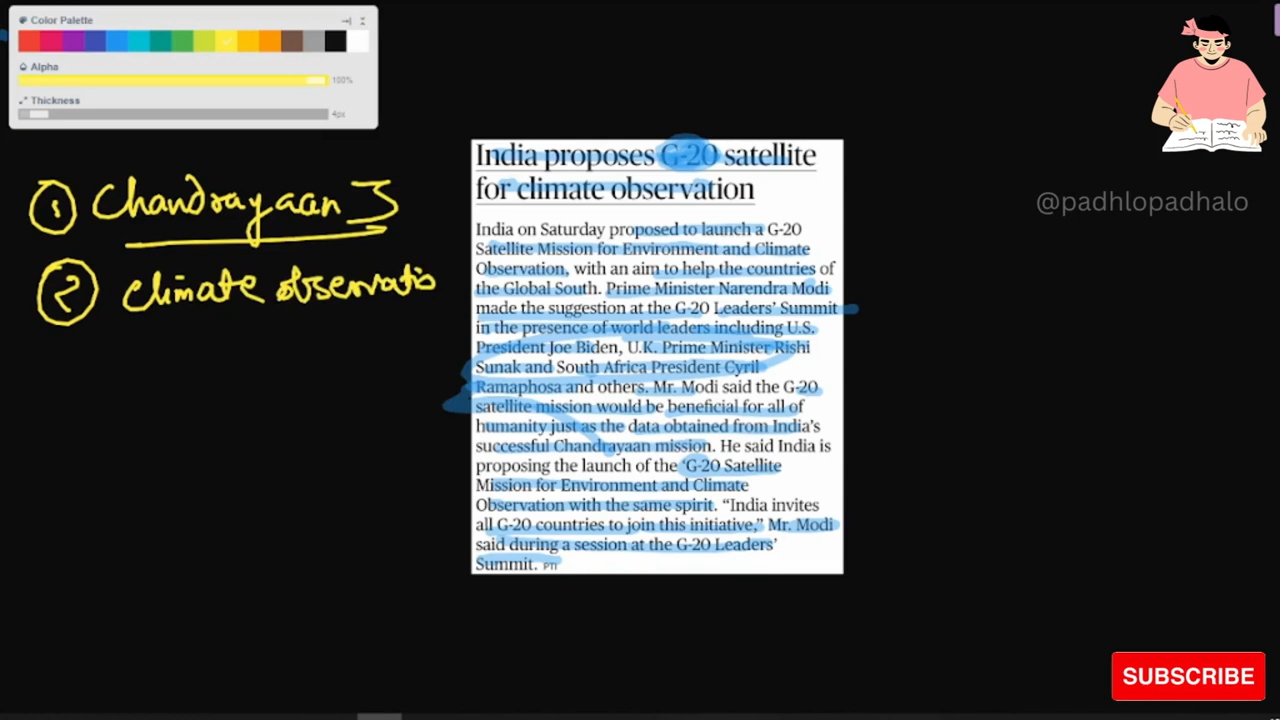 Color Palette
Alpha
100%
Thickness
4px
① Chandrayaan 3
② climate observatio
India proposes G-20 satellite
for climate observation
India on Saturday proposed to launch a G-20
Satellite Mission for Environment and Climate
Observation, with an aim to help the countries of
the Global South. Prime Minister Narendra Modi
made the suggestion at the G-20 Leaders’ Summit
in the presence of world leaders including U.S.
President Joe Biden, U.K. Prime Minister Rishi
Sunak and South Africa President Cyril
Ramaphosa and others. Mr. Modi said the G-20
satellite mission would be beneficial for all of
humanity just as the data obtained from India’s
successful Chandrayaan mission. He said India is
proposing the launch of the ‘G-20 Satellite
Mission for Environment and Climate
Observation with the same spirit. “India invites
all G-20 countries to join this initiative,” Mr. Modi
said during a session at the G-20 Leaders’
Summit. PTI
@padhlopadhalo
SUBSCRIBE